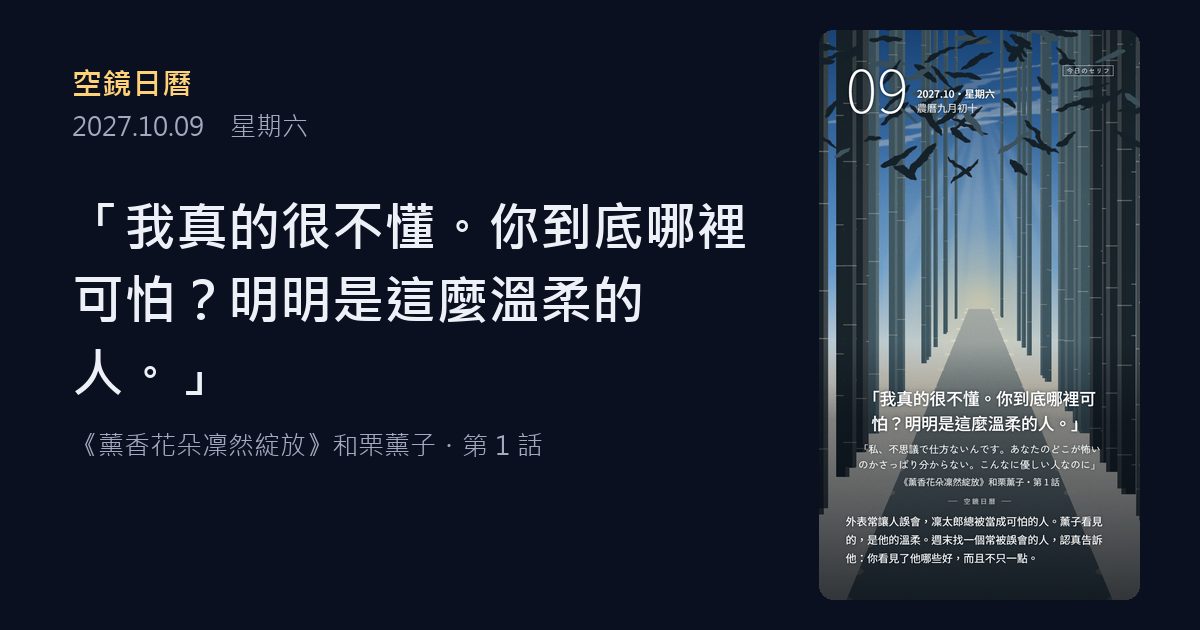 空鏡日曆
2027.10.09 星期六
「我真的很不懂。你到底哪裡
可怕？明明是這麼溫柔的
人。」
《薰香花朵凜然綻放》和栗薰子・第 1 話
09
2027.10・星期六
農曆九月初十
今日のセリフ
「我真的很不懂。你到底哪裡可
怕？明明是這麼溫柔的人。」
「私、不思議で仕方ないんです。あなたのどこが怖い
のかさっぱり分からない。こんなに優しい人なのに」
《薰香花朵凜然綻放》和栗薰子・第 1 話
— 空鏡日曆 —
外表常讓人誤會，凜太郎總被當成可怕的人。薰子看見
的，是他的溫柔。週末找一個常被誤會的人，認真告訴
他：你看見了他哪些好，而且不只一點。